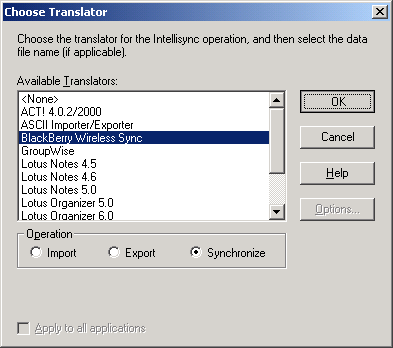 Choose Translator
Choose the translator for the Intellisync operation, and then select the data
file name (if applicable).
Available Translators:
<None>
ACT! 4.0.2/2000
ASCII Importer/Exporter
BlackBerry Wireless Sync
GroupWise
Lotus Notes 4.5
Lotus Notes 4.6
Lotus Notes 5.0
Lotus Organizer 5.0
Lotus Organizer 6.0
OK
Cancel
Help
Options...
Operation
Import Export Synchronize
Apply to all applications